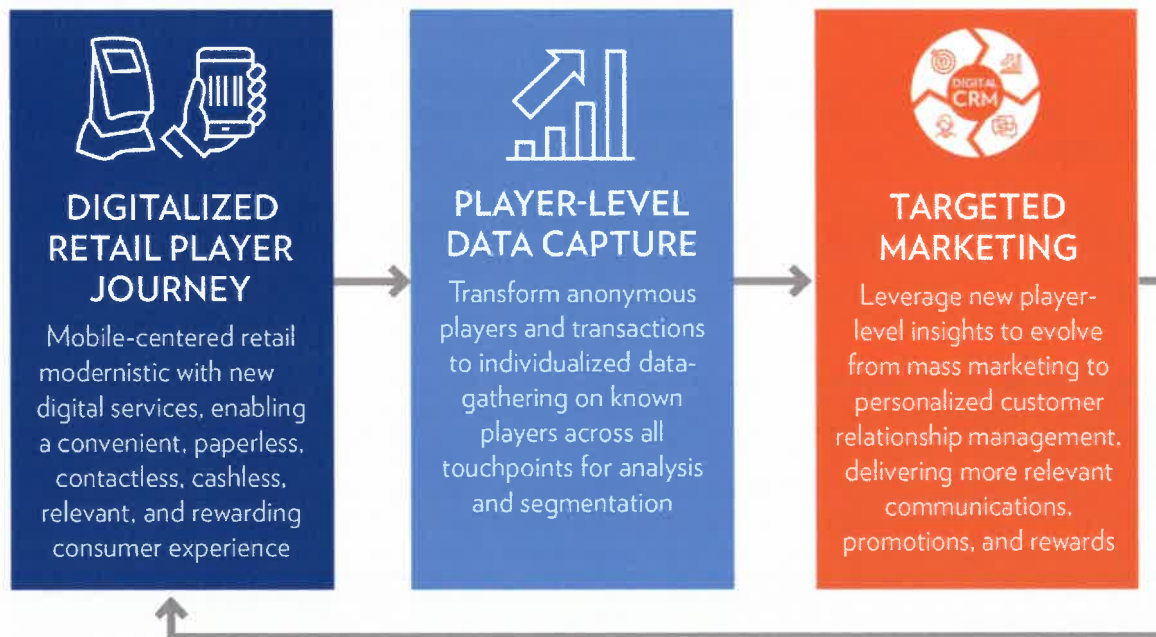 DIGITALIZED
RETAIL PLAYER
JOURNEY
Mobile-centered retail
modernistic with new
digital services, enabling
a convenient, paperless,
contactless, cashless,
relevant, and rewarding
consumer experience
PLAYER-LEVEL
DATA CAPTURE
Transform anonymous
players and transactions
to individualized data-
gathering on known
players across all
touchpoints for analysis
and segmentation
DIGITAL
CRM
TARGETED
MARKETING
Leverage new player-
level insights to evolve
from mass marketing to
personalized customer
relationship management,
delivering more relevant
communications,
promotions, and rewards